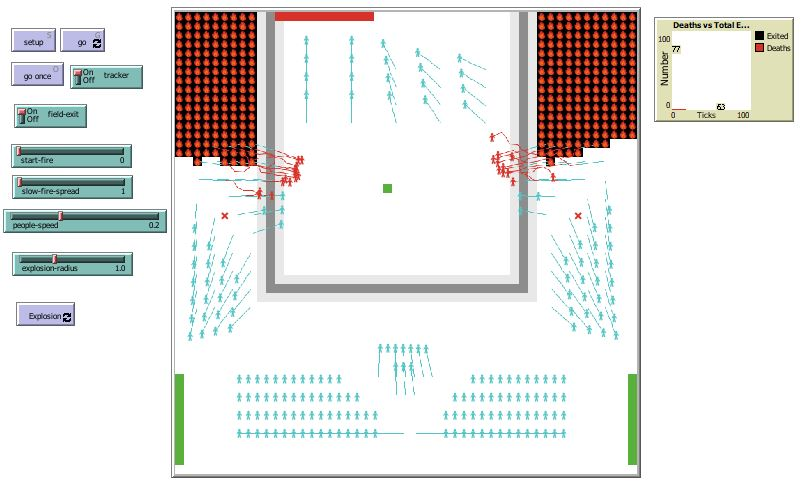 S
setup
G
go
O
go once
On
Off
tracker
On
Off
field-exit
start-fire 0
slow-fire-spread 1
people-speed 0.2
explosion-radius 1.0
Explosion
Deaths vs Total E...
100
77
Number
0
63
0
Ticks
100
Exited
Deaths